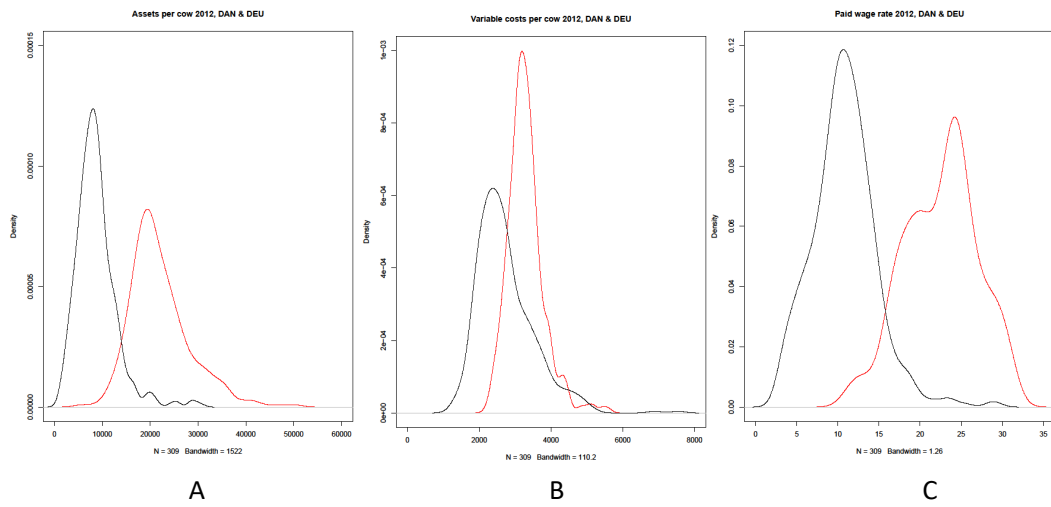 Assets per cow 2012, DAN & DEU
Density
0.00000 0.00005 0.00010 0.00015
0 10000 20000 30000 40000 50000 60000
N = 309 Bandwidth = 1522
A
Variable costs per cow 2012, DAN & DEU
Density
0e+00 2e-04 4e-04 6e-04 8e-04 1e-03
0 2000 4000 6000 8000
N = 309 Bandwidth = 110.2
B
Paid wage rate 2012, DAN & DEU
Density
0.00 0.02 0.04 0.06 0.08 0.10 0.12
0 5 10 15 20 25 30 35
N = 309 Bandwidth = 1.26
C